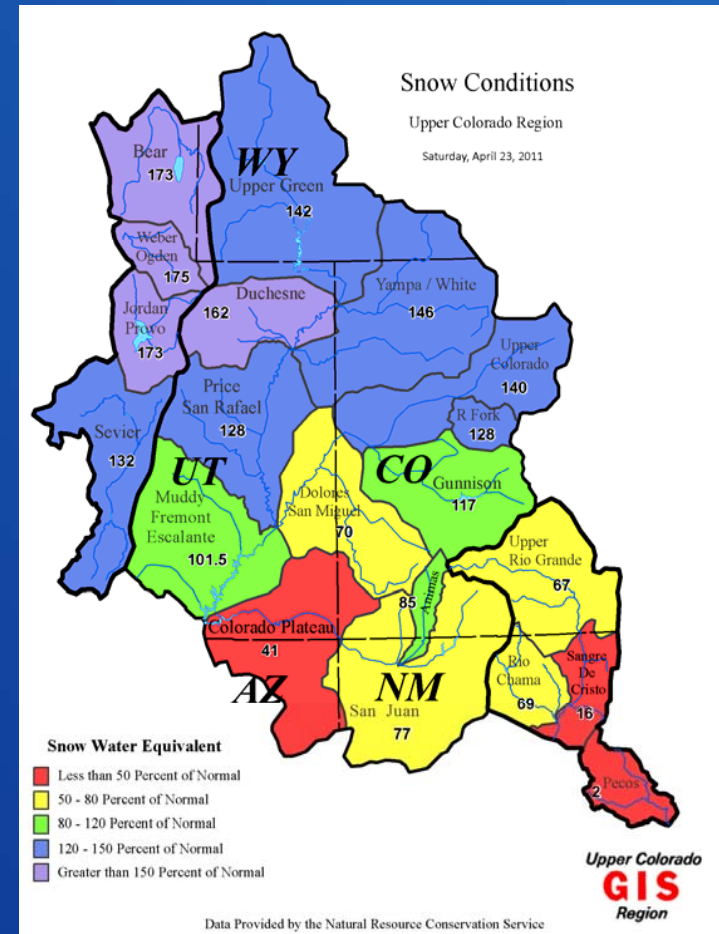 Snow Conditions
Upper Colorado Region
Saturday, April 23, 2011
Bear
173
WY
Upper Green
142
Weber
Ogden
175
Duchesne
162
Yampa / White
146
Jordan
Provo
173
Upper
Colorado
140
Price
San Rafael
128
R Fork
128
Sevier
132
UT
CO
Gunnison
117
Muddy
Fremont
Escalante
101.5
Dolores
San Miguel
70
Upper
Rio Grande
67
85
Animas
Colorado Plateau
41
Rio
Chama
69
Sangre
De
Cristo
16
AZ
NM
San Juan
77
Pecos
2
Snow Water Equivalent
Less than 50 Percent of Normal
50 - 80 Percent of Normal
80 - 120 Percent of Normal
120 - 150 Percent of Normal
Greater than 150 Percent of Normal
Upper Colorado
GIS
Region
Data Provided by the Natural Resource Conservation Service